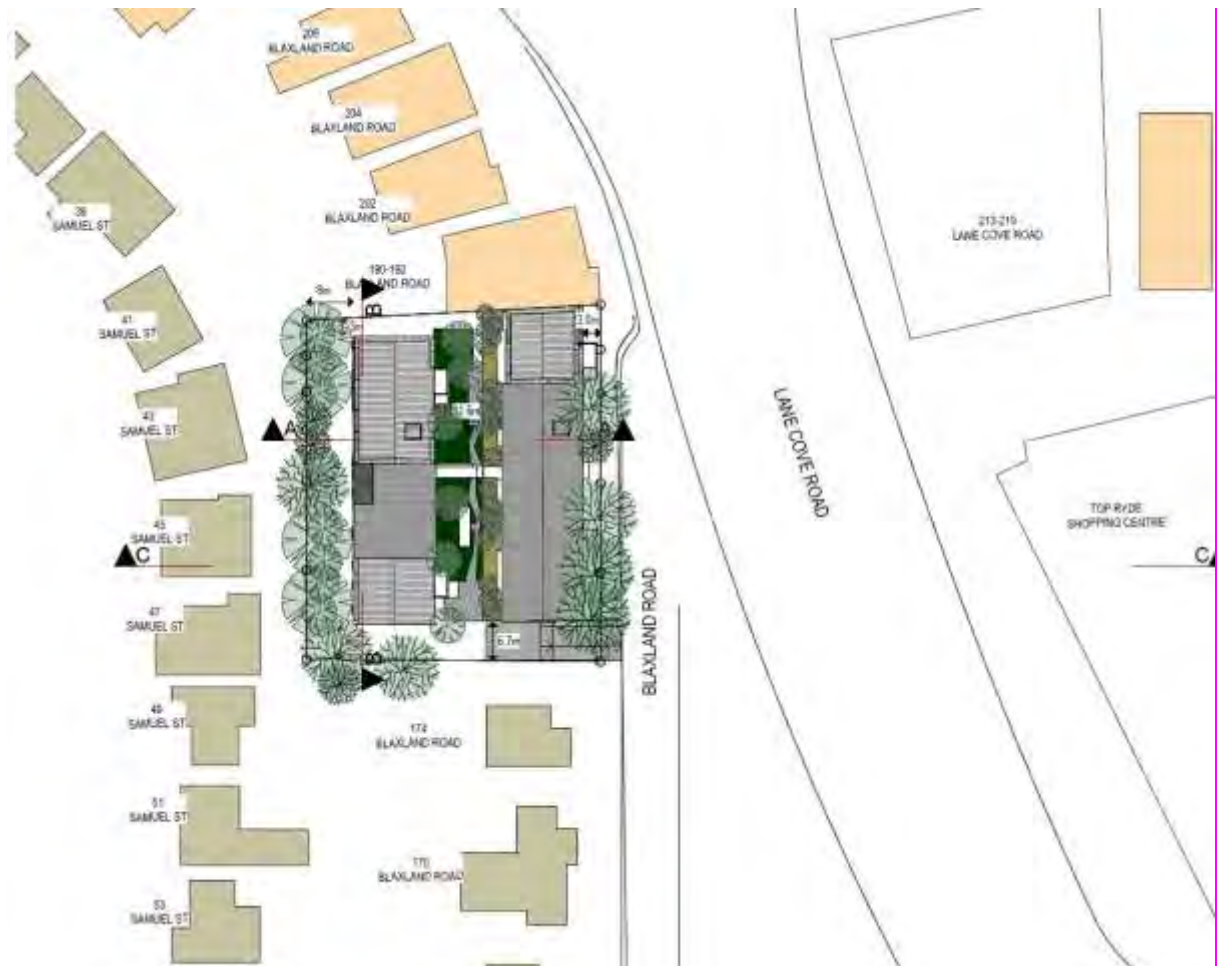 206
BLAXLAND ROAD
204
BLAXLAND ROAD
202
BLAXLAND ROAD
39
SAMUEL ST
213-219
LANE COVE ROAD
190-192
BLAXLAND ROAD
9m
B
41
SAMUEL ST
43
SAMUEL ST
A
LANE COVE ROAD
45
SAMUEL ST
C
TOP RYDE
SHOPPING CENTRE
C
47
SAMUEL ST
6.7m
BLAXLAND ROAD
B
49
SAMUEL ST
174
BLAXLAND ROAD
51
SAMUEL ST
170
BLAXLAND ROAD
53
SAMUEL ST